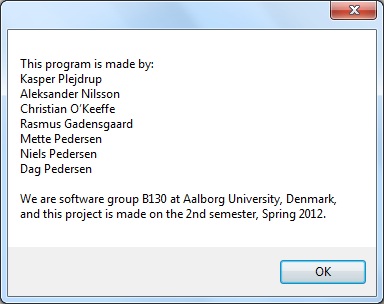 This program is made by:
Kasper Plejdrup
Aleksander Nilsson
Christian O'Keeffe
Rasmus Gadensgaard
Mette Pedersen
Niels Pedersen
Dag Pedersen
We are software group B130 at Aalborg University, Denmark,
and this project is made on the 2nd semester, Spring 2012.
OK